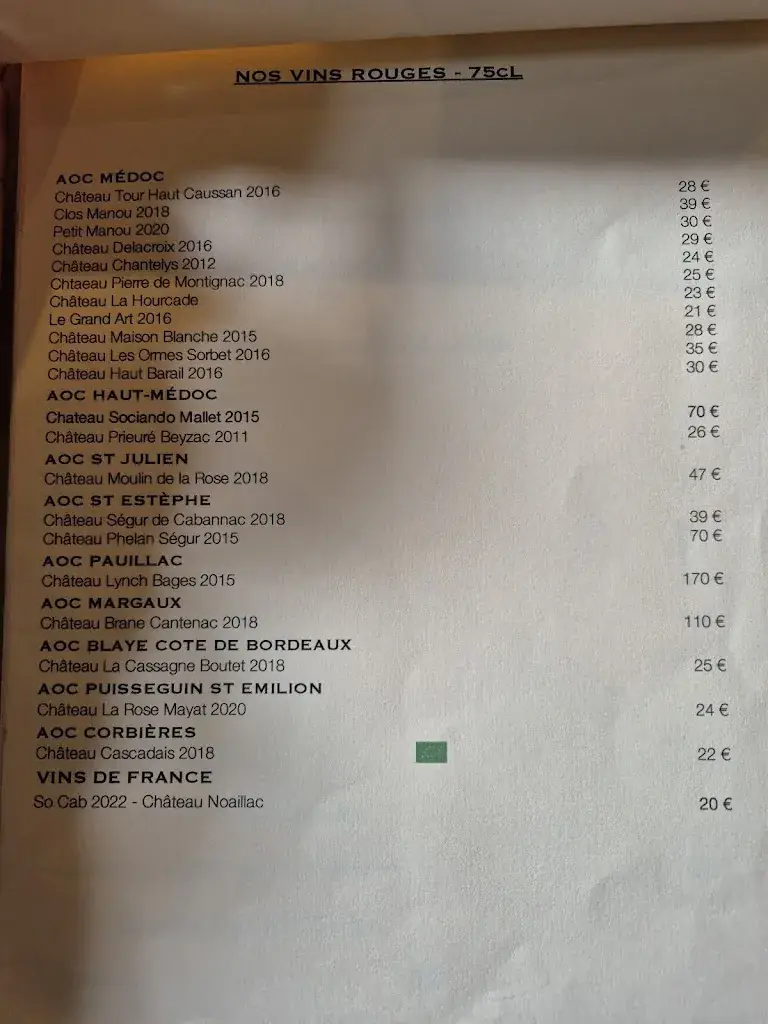 NOS VINS ROUGES - 75cL
AOC MÉDOC
Château Tour Haut Caussan 2016 28 €
Clos Manou 2018 39 €
Petit Manou 2020 30 €
Château Delacroix 2016 29 €
Château Chantelys 2012 24 €
Chtaeau Pierre de Montignac 2018 25 €
Château La Hourcade 23 €
Le Grand Art 2016 21 €
Château Maison Blanche 2015 28 €
Château Les Ormes Sorbet 2016 35 €
Château Haut Barail 2016 30 €
AOC HAUT-MÉDOC
Chateau Sociando Mallet 2015 70 €
Château Prieuré Beyzac 2011 26 €
AOC ST JULIEN
Château Moulin de la Rose 2018 47 €
AOC ST ESTÈPHE
Château Ségur de Cabannac 2018 39 €
Château Phelan Ségur 2015 70 €
AOC PAUILLAC
Château Lynch Bages 2015 170 €
AOC MARGAUX
Château Brane Cantenac 2018 110 €
AOC BLAYE COTE DE BORDEAUX
Château La Cassagne Boutet 2018 25 €
AOC PUISSEGUIN ST EMILION
Château La Rose Mayat 2020 24 €
AOC CORBIÈRES
Château Cascadais 2018 22 €
VINS DE FRANCE
So Cab 2022 - Château Noaillac 20 €